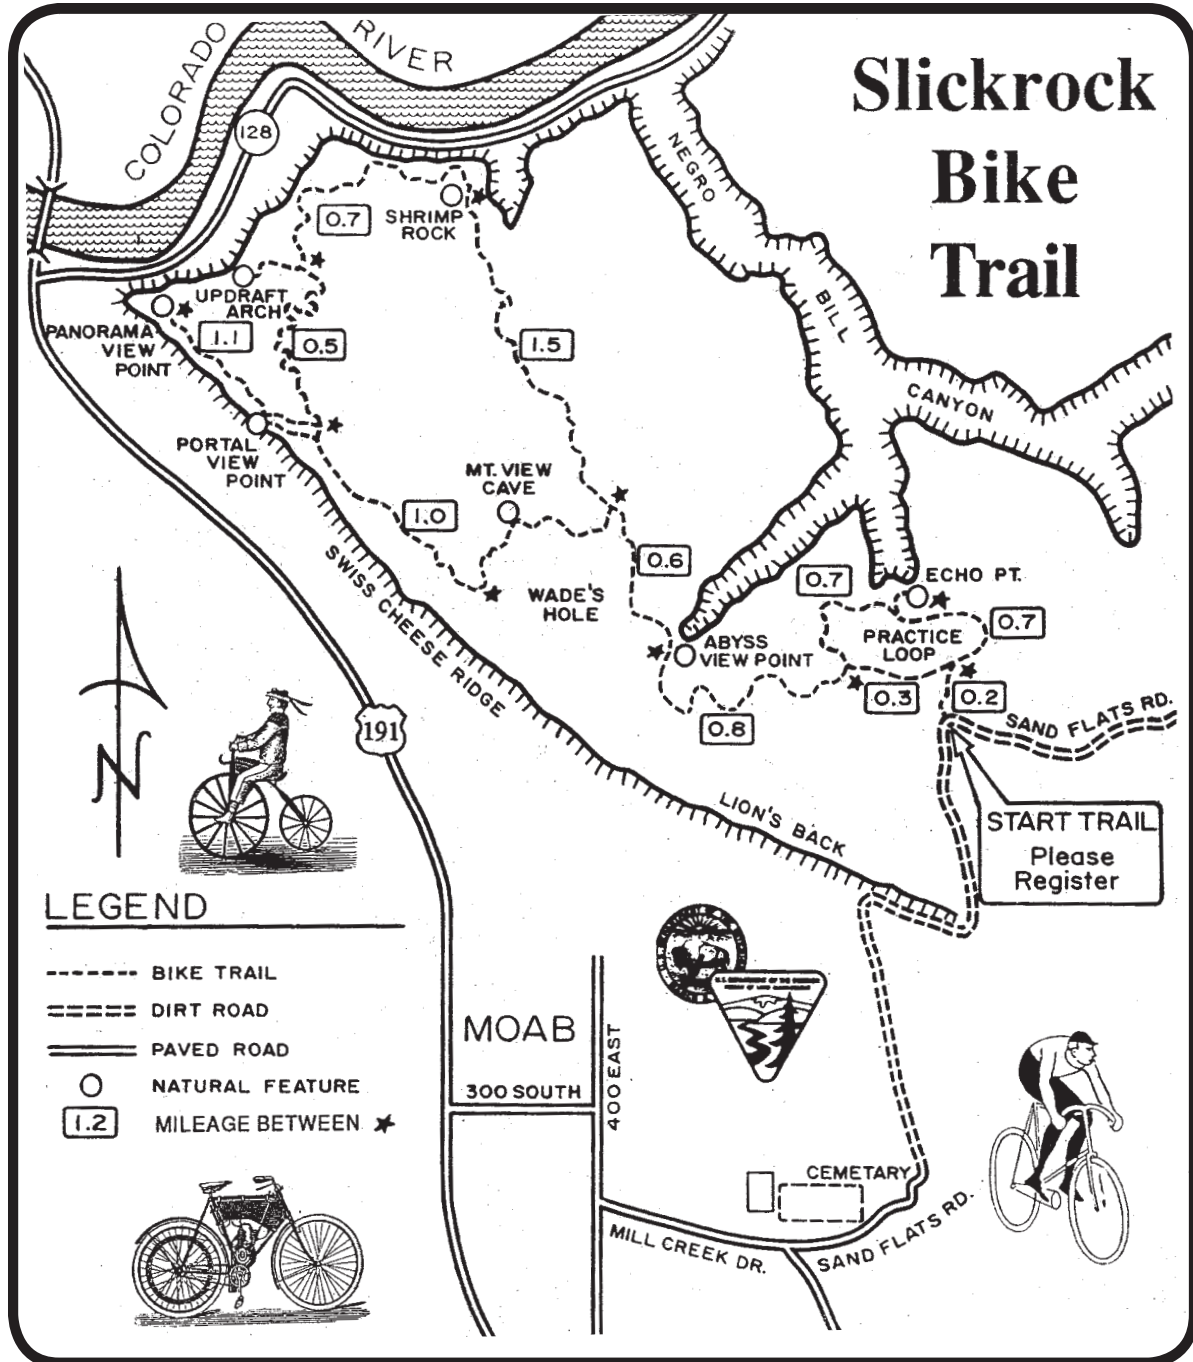 Slickrock
Bike
Trail
COLORADO
RIVER
128
NEGRO
BILL
CANYON
0.7
SHRIMP
ROCK
UPDRAFT
ARCH
PANORAMA
VIEW
POINT
1.1
0.5
1.5
PORTAL
VIEW
POINT
MT. VIEW
CAVE
1.0
0.6
WADE'S
HOLE
SWISS CHEESE RIDGE
0.7
ECHO PT.
0.7
PRACTICE
LOOP
ABYSS
VIEW POINT
0.3
0.2
0.8
SAND FLATS RD.
191
N
LION'S BACK
START TRAIL
Please
Register
LEGEND
BIKE TRAIL
DIRT ROAD
PAVED ROAD
NATURAL FEATURE
1.2
MILEAGE BETWEEN
MOAB
300 SOUTH
400 EAST
CEMETARY
MILL CREEK DR.
SAND FLATS RD.